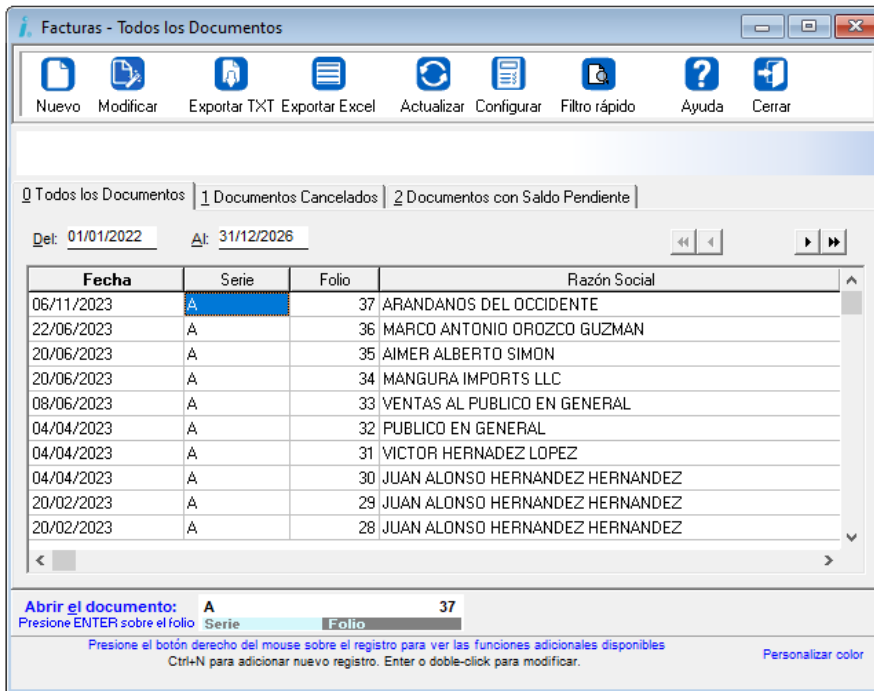 Facturas - Todos los Documentos
Nuevo Modificar Exportar TXT Exportar Excel Actualizar Configurar Filtro rápido Ayuda Cerrar
0 Todos los Documentos 1 Documentos Cancelados 2 Documentos con Saldo Pendiente
Del: 01/01/2022 Al: 31/12/2026
Fecha Serie Folio Razón Social
06/11/2023 A 37 ARANDANOS DEL OCCIDENTE
22/06/2023 A 36 MARCO ANTONIO OROZCO GUZMAN
20/06/2023 A 35 AIMER ALBERTO SIMON
20/06/2023 A 34 MANGURA IMPORTS LLC
08/06/2023 A 33 VENTAS AL PUBLICO EN GENERAL
04/04/2023 A 32 PUBLICO EN GENERAL
04/04/2023 A 31 VICTOR HERNADEZ LOPEZ
04/04/2023 A 30 JUAN ALONSO HERNANDEZ HERNANDEZ
20/02/2023 A 29 JUAN ALONSO HERNANDEZ HERNANDEZ
20/02/2023 A 28 JUAN ALONSO HERNANDEZ HERNANDEZ
Abrir el documento: A 37
Presione ENTER sobre el folio Serie Folio
Presione el botón derecho del mouse sobre el registro para ver las funciones adicionales disponibles
Ctrl+N para adicionar nuevo registro. Enter o doble-click para modificar.
Personalizar color